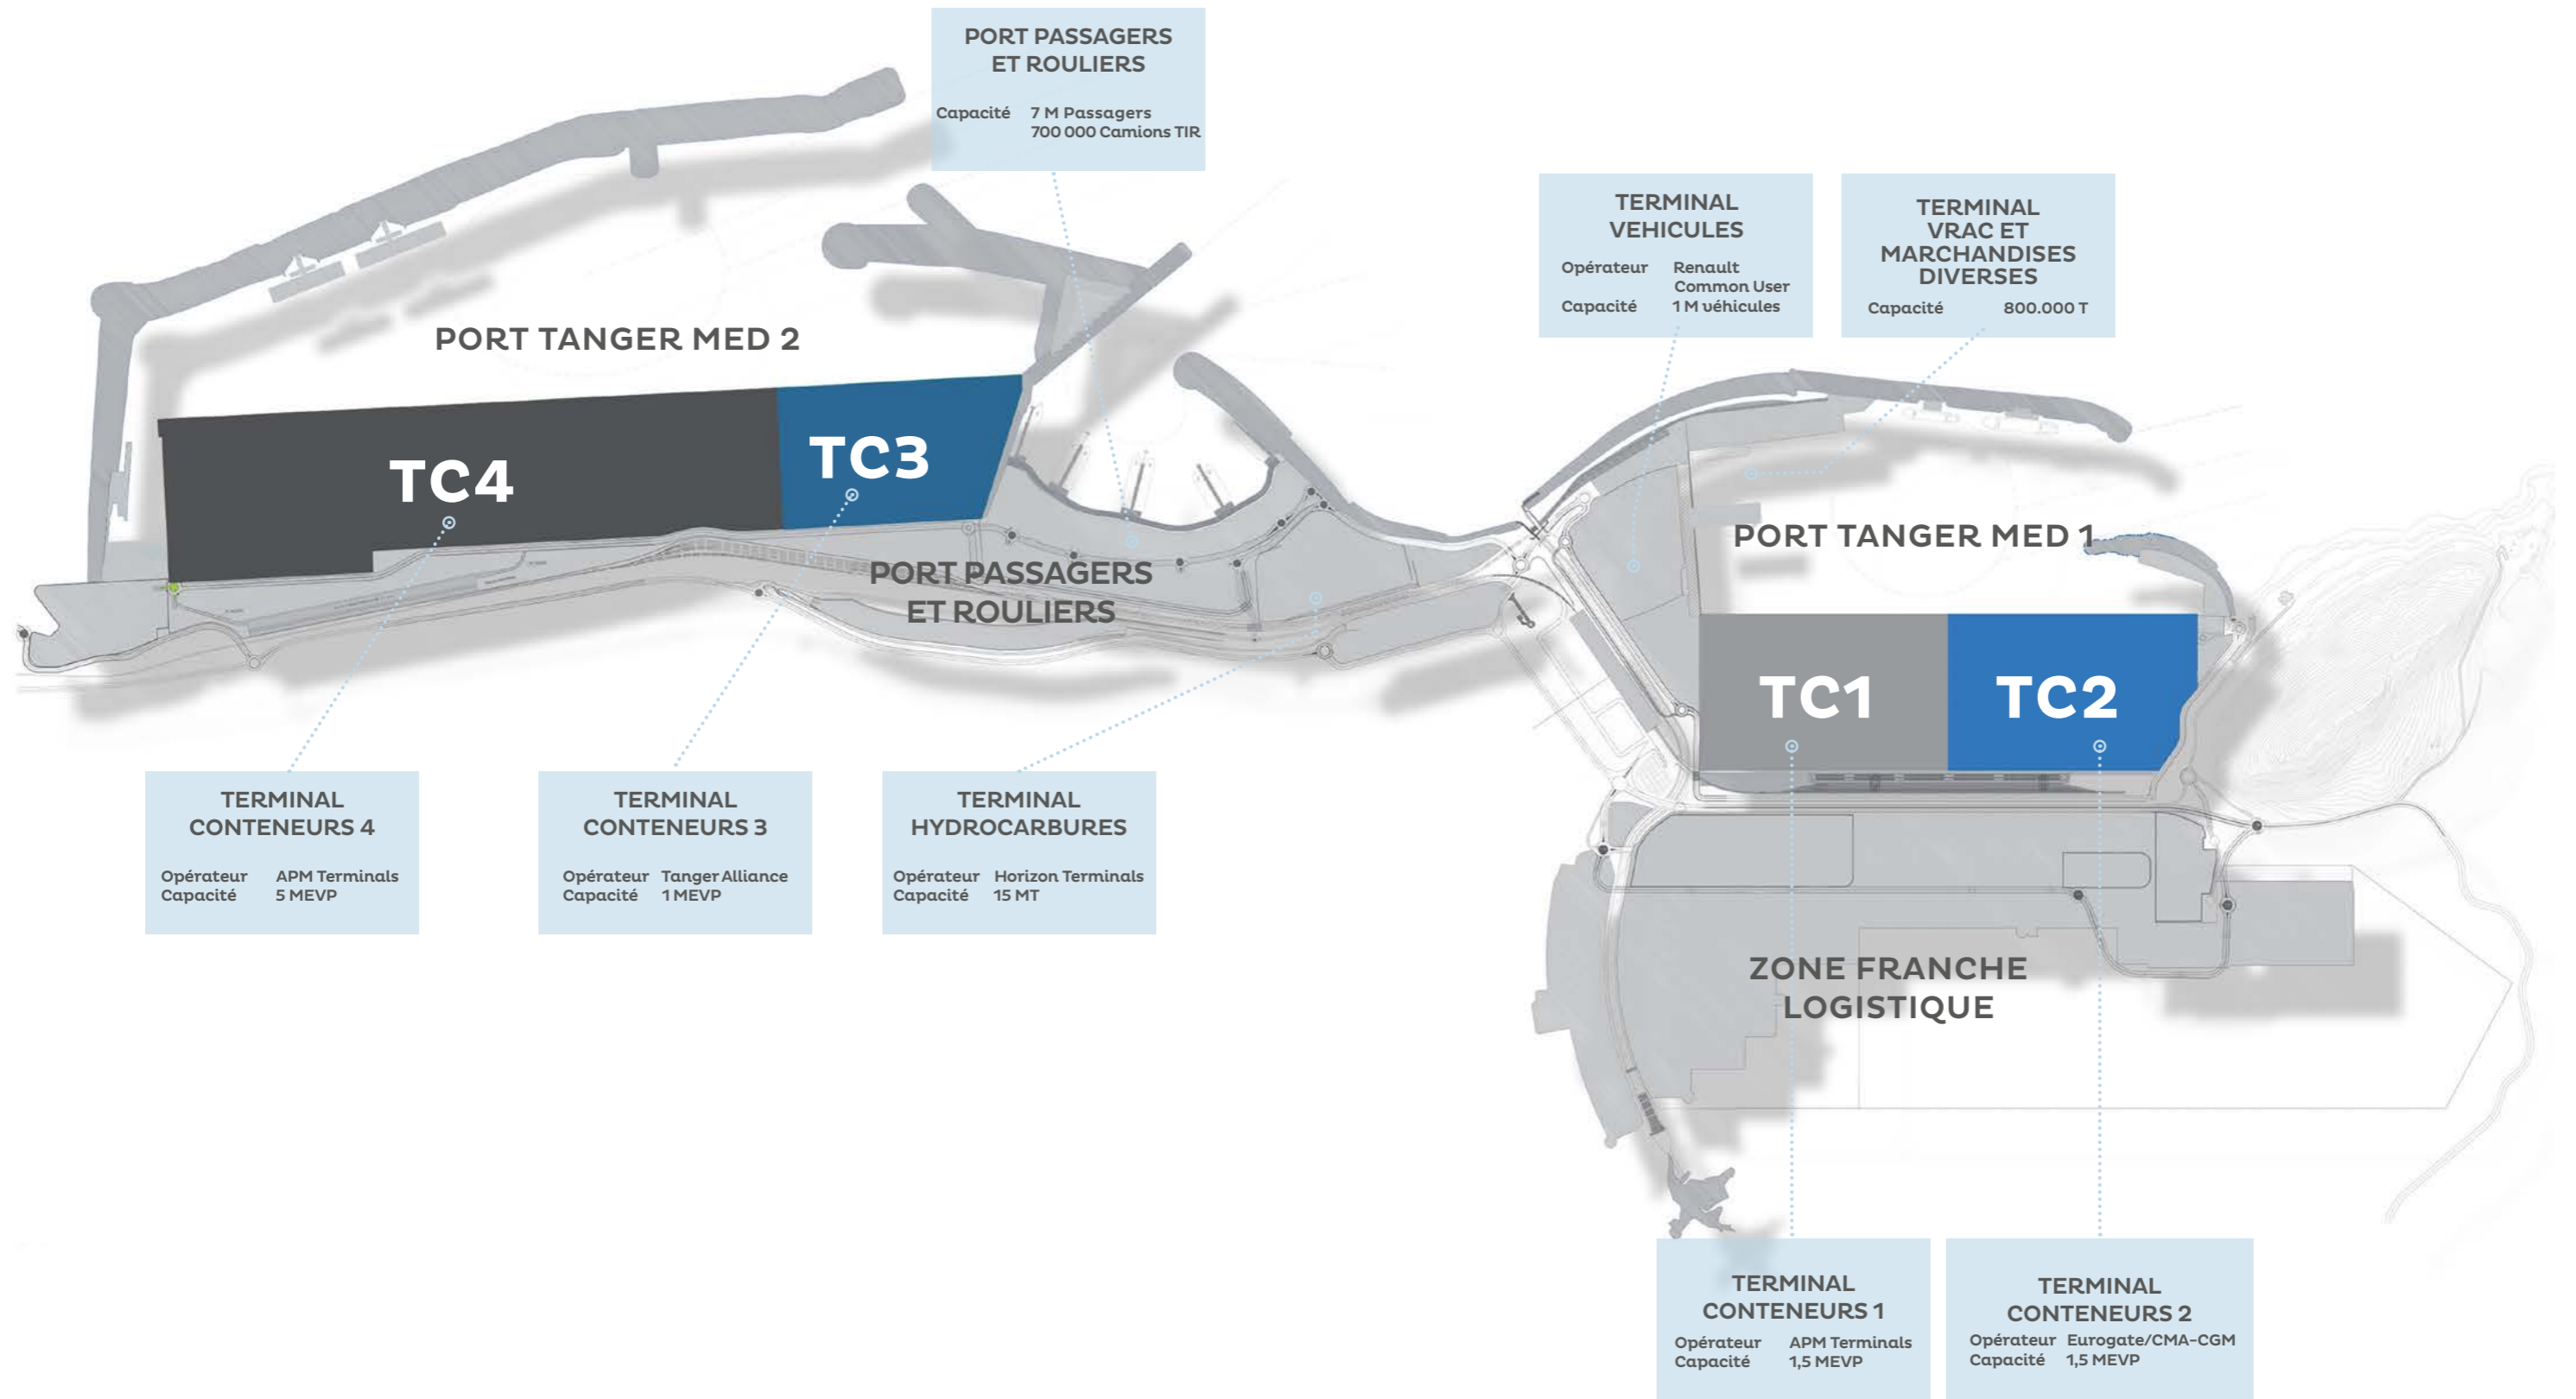 PORT PASSAGERS
ET ROULIERS
Capacité 7 M Passagers
700 000 Camions TIR
TERMINAL
VEHICULES
Opérateur Renault
Common User
Capacité 1 M véhicules
TERMINAL
VRAC ET
MARCHANDISES
DIVERSES
Capacité 800.000 T
PORT TANGER MED 2
TC4
TC3
PORT PASSAGERS
ET ROULIERS
PORT TANGER MED 1
TC1
TC2
TERMINAL
CONTENEURS 4
Opérateur APM Terminals
Capacité 5 MEVP
TERMINAL
CONTENEURS 3
Opérateur Tanger Alliance
Capacité 1 MEVP
TERMINAL
HYDROCARBURES
Opérateur Horizon Terminals
Capacité 15 MT
ZONE FRANCHE
LOGISTIQUE
TERMINAL
CONTENEURS 1
Opérateur APM Terminals
Capacité 1,5 MEVP
TERMINAL
CONTENEURS 2
Opérateur Eurogate/CMA-CGM
Capacité 1,5 MEVP